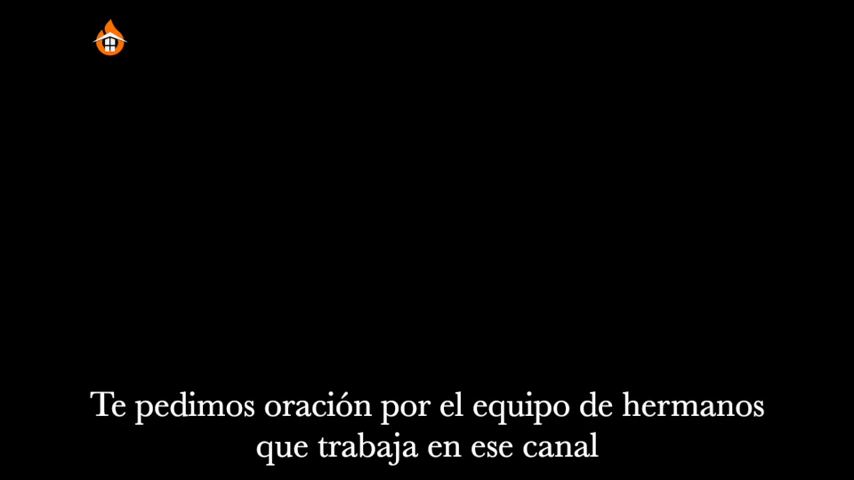 Te pedimos oración por el equipo de hermanos
que trabaja en ese canal